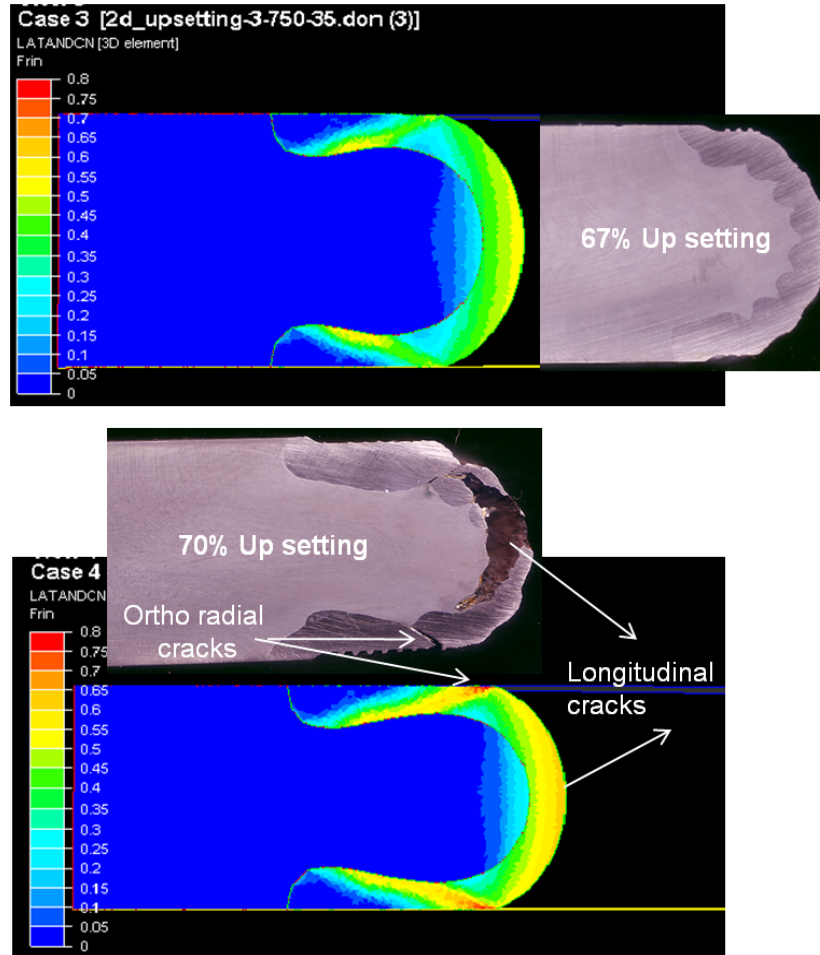 Case 3 [2d_upsetting-3-750-35.don (3)]
LATANDCN [3D element]
Frin
0.8
0.75
0.7
0.65
0.6
0.55
0.5
0.45
0.4
0.35
0.3
0.25
0.2
0.15
0.1
0.05
0
67% Up setting
70% Up setting
Case 4
LATANDCN
Frin
0.8
0.75
0.7
0.65
0.6
0.55
0.5
0.45
0.4
0.35
0.3
0.25
0.2
0.15
0.1
0.05
0
Ortho radial
cracks
Longitudinal
cracks